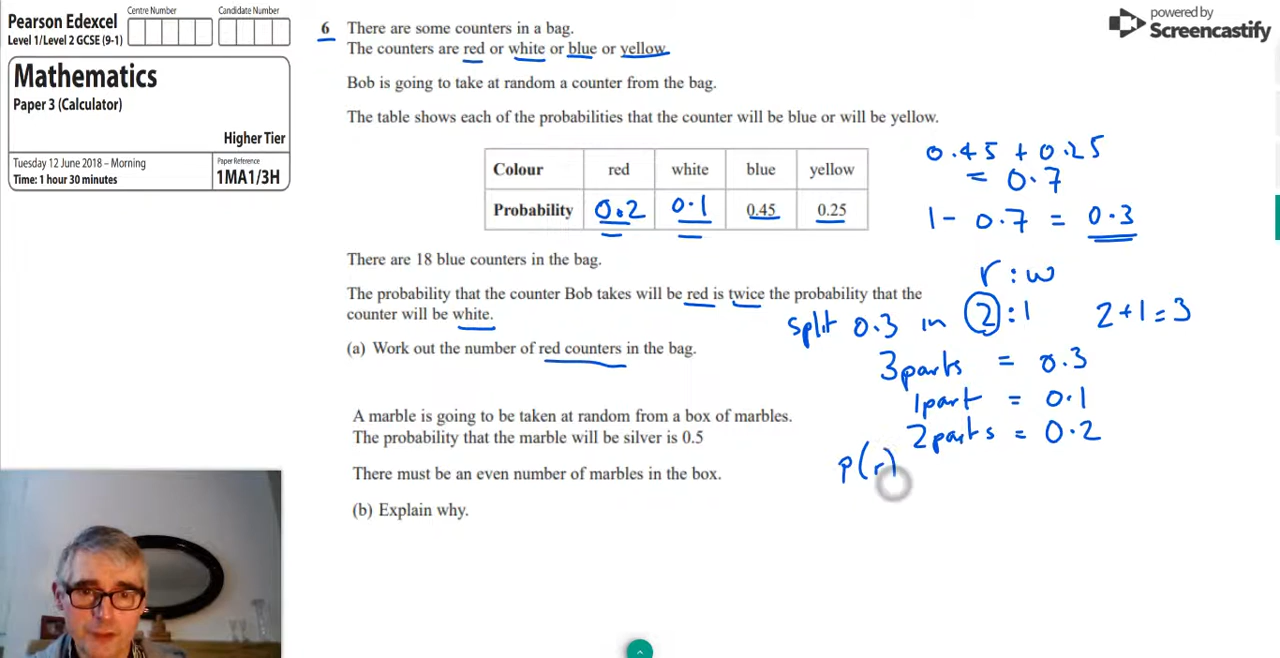 Pearson Edexcel
Level 1/Level 2 GCSE (9-1)
Centre Number
Candidate Number
Mathematics
Paper 3 (Calculator)
Higher Tier
Tuesday 12 June 2018 – Morning
Time: 1 hour 30 minutes
Paper Reference
1MA1/3H
powered by
Screencastify
6 There are some counters in a bag.
The counters are red or white or blue or yellow.
Bob is going to take at random a counter from the bag.
The table shows each of the probabilities that the counter will be blue or will be yellow.
Colour red white blue yellow
Probability 0.2 0.1 0.45 0.25
0.45 + 0.25
= 0.7
1 - 0.7 = 0.3
There are 18 blue counters in the bag.
The probability that the counter Bob takes will be red is twice the probability that the
counter will be white.
(a) Work out the number of red counters in the bag.
r : w
split 0.3 in 2 : 1
2+1=3
3parts = 0.3
1part = 0.1
2parts = 0.2
p(r)
A marble is going to be taken at random from a box of marbles.
The probability that the marble will be silver is 0.5
There must be an even number of marbles in the box.
(b) Explain why.